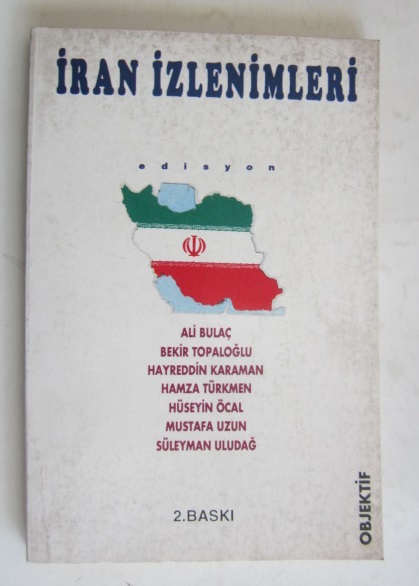 İRAN İZLENİMLERİ
edisyon
ALİ BULAÇ
BEKİR TOPALOĞLU
HAYREDDİN KARAMAN
HAMZA TÜRKMEN
HÜSEYİN ÖCAL
MUSTAFA UZUN
SÜLEYMAN ULUDAĞ
2.BASKI
OBJEKTİF